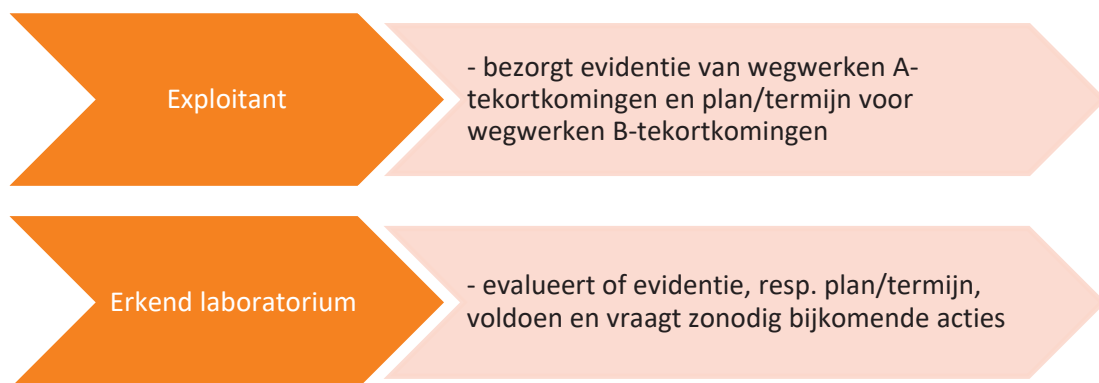 Exploitant
- bezorgt evidentie van wegwerken A-
tekortkomingen en plan/termijn voor
wegwerken B-tekortkomingen
Erkend laboratorium
- evalueert of evidentie, resp. plan/termijn,
voldoen en vraagt zonodig bijkomende acties